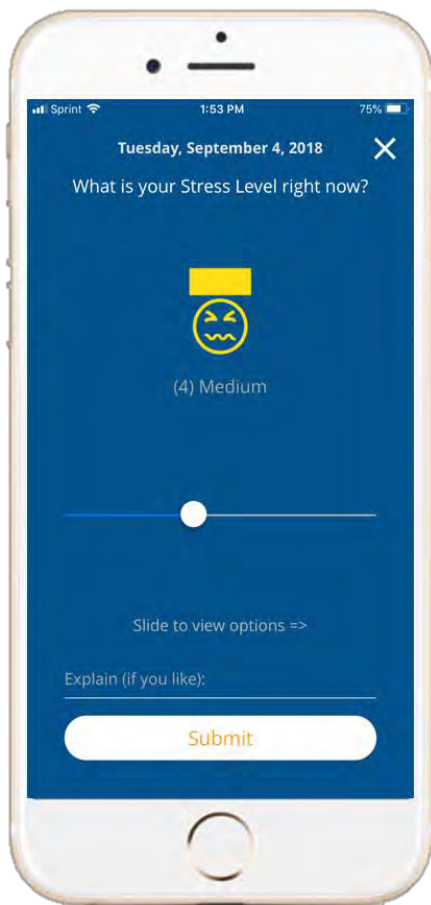 Sprint 1:53 PM 75%
Tuesday, September 4, 2018
What is your Stress Level right now?
(4) Medium
Slide to view options =>
Explain (if you like):
Submit